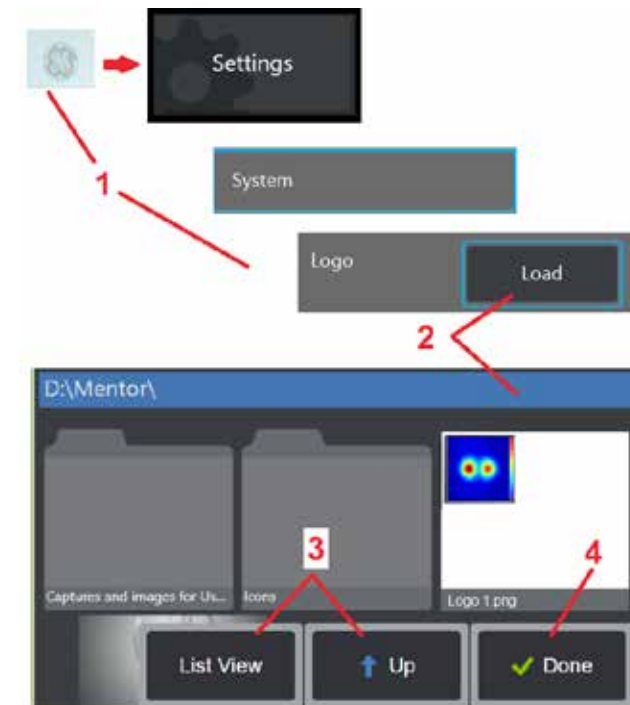 Settings
1
System
Logo
Load
2
D:\Mentor\
3
4
Captures and images for Us...
Icons
Logo 1.png
List View
Up
Done